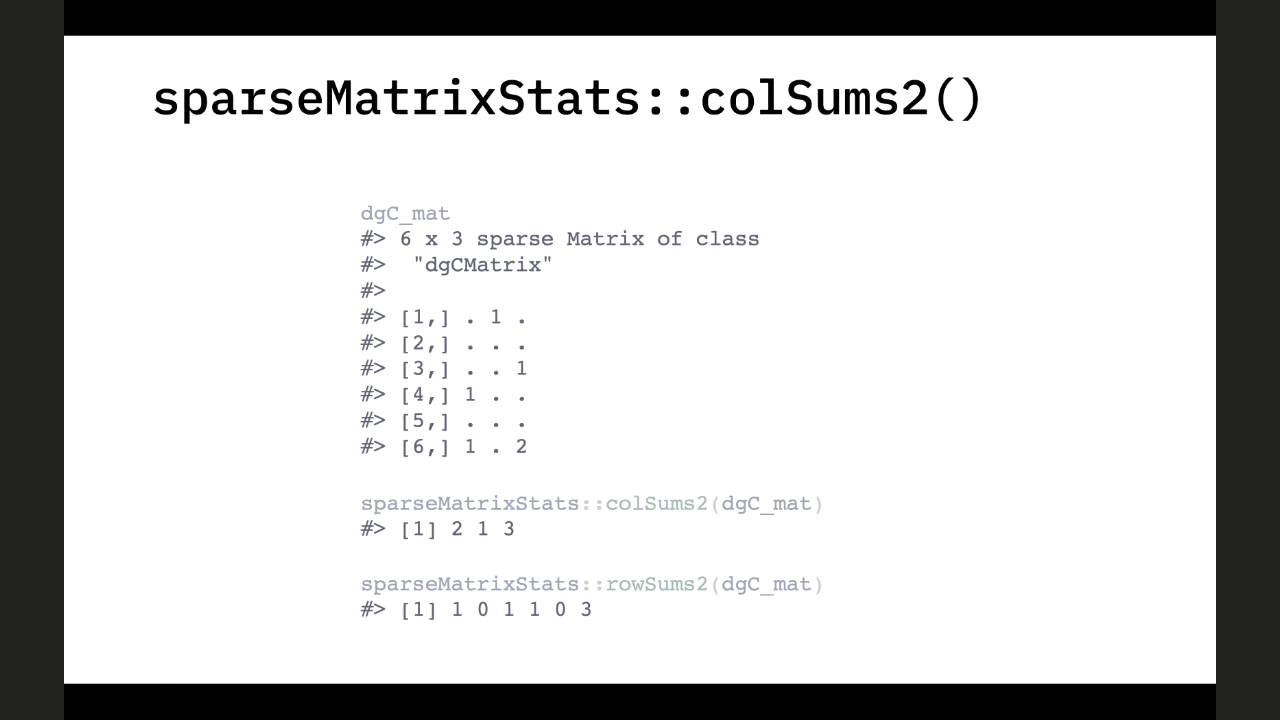 sparseMatrixStats::colSums2()
dgC_mat
#> 6 x 3 sparse Matrix of class
#>  "dgCMatrix"
#>
#> [1,] . 1 .
#> [2,] . . .
#> [3,] . . 1
#> [4,] 1 . .
#> [5,] . . .
#> [6,] 1 . 2
sparseMatrixStats::colSums2(dgC_mat)
#> [1] 2 1 3
sparseMatrixStats::rowSums2(dgC_mat)
#> [1] 1 0 1 1 0 3